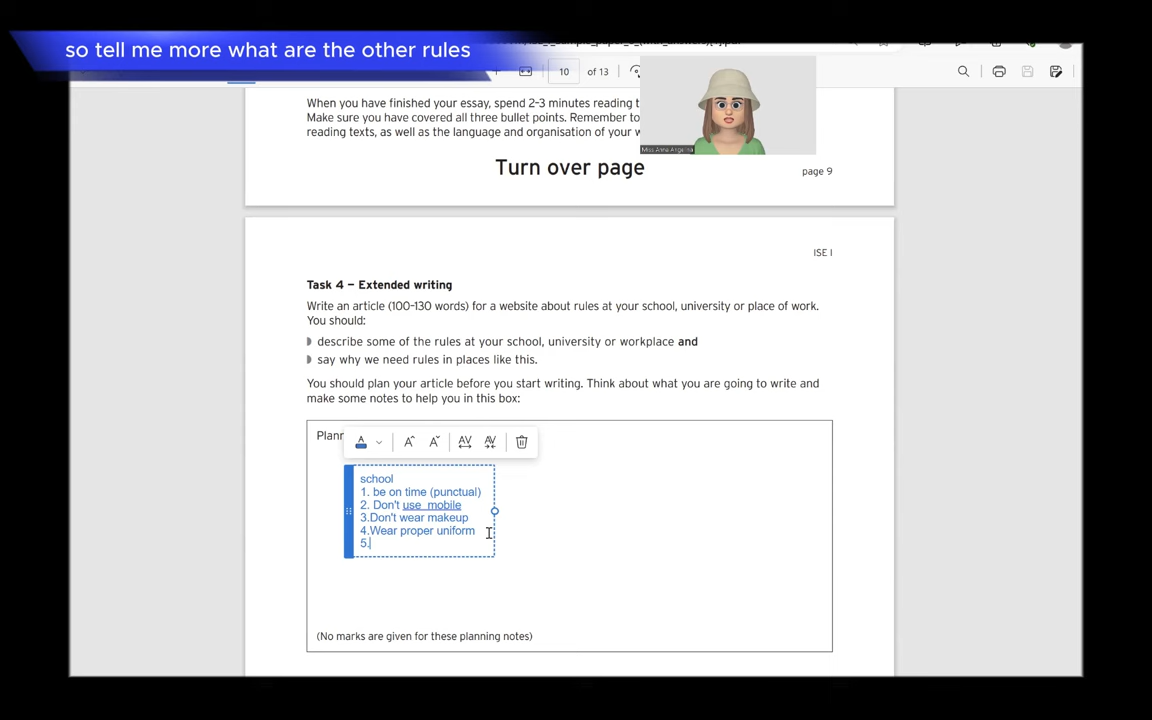 so tell me more what are the other rules
10 of 13
When you have finished your essay, spend 2–3 minutes reading
Make sure you have covered all three bullet points. Remember to
reading texts, as well as the language and organisation of your
Miss Anne Angelika
Turn over page
page 9
ISE I
Task 4 – Extended writing
Write an article (100–130 words) for a website about rules at your school, university or place of work.
You should:
describe some of the rules at your school, university or workplace and
say why we need rules in places like this.
You should plan your article before you start writing. Think about what you are going to write and
make some notes to help you in this box:
school
1. be on time (punctual)
2. Don't use mobile
3.Don't wear makeup
4.Wear proper uniform
5.
(No marks are given for these planning notes)